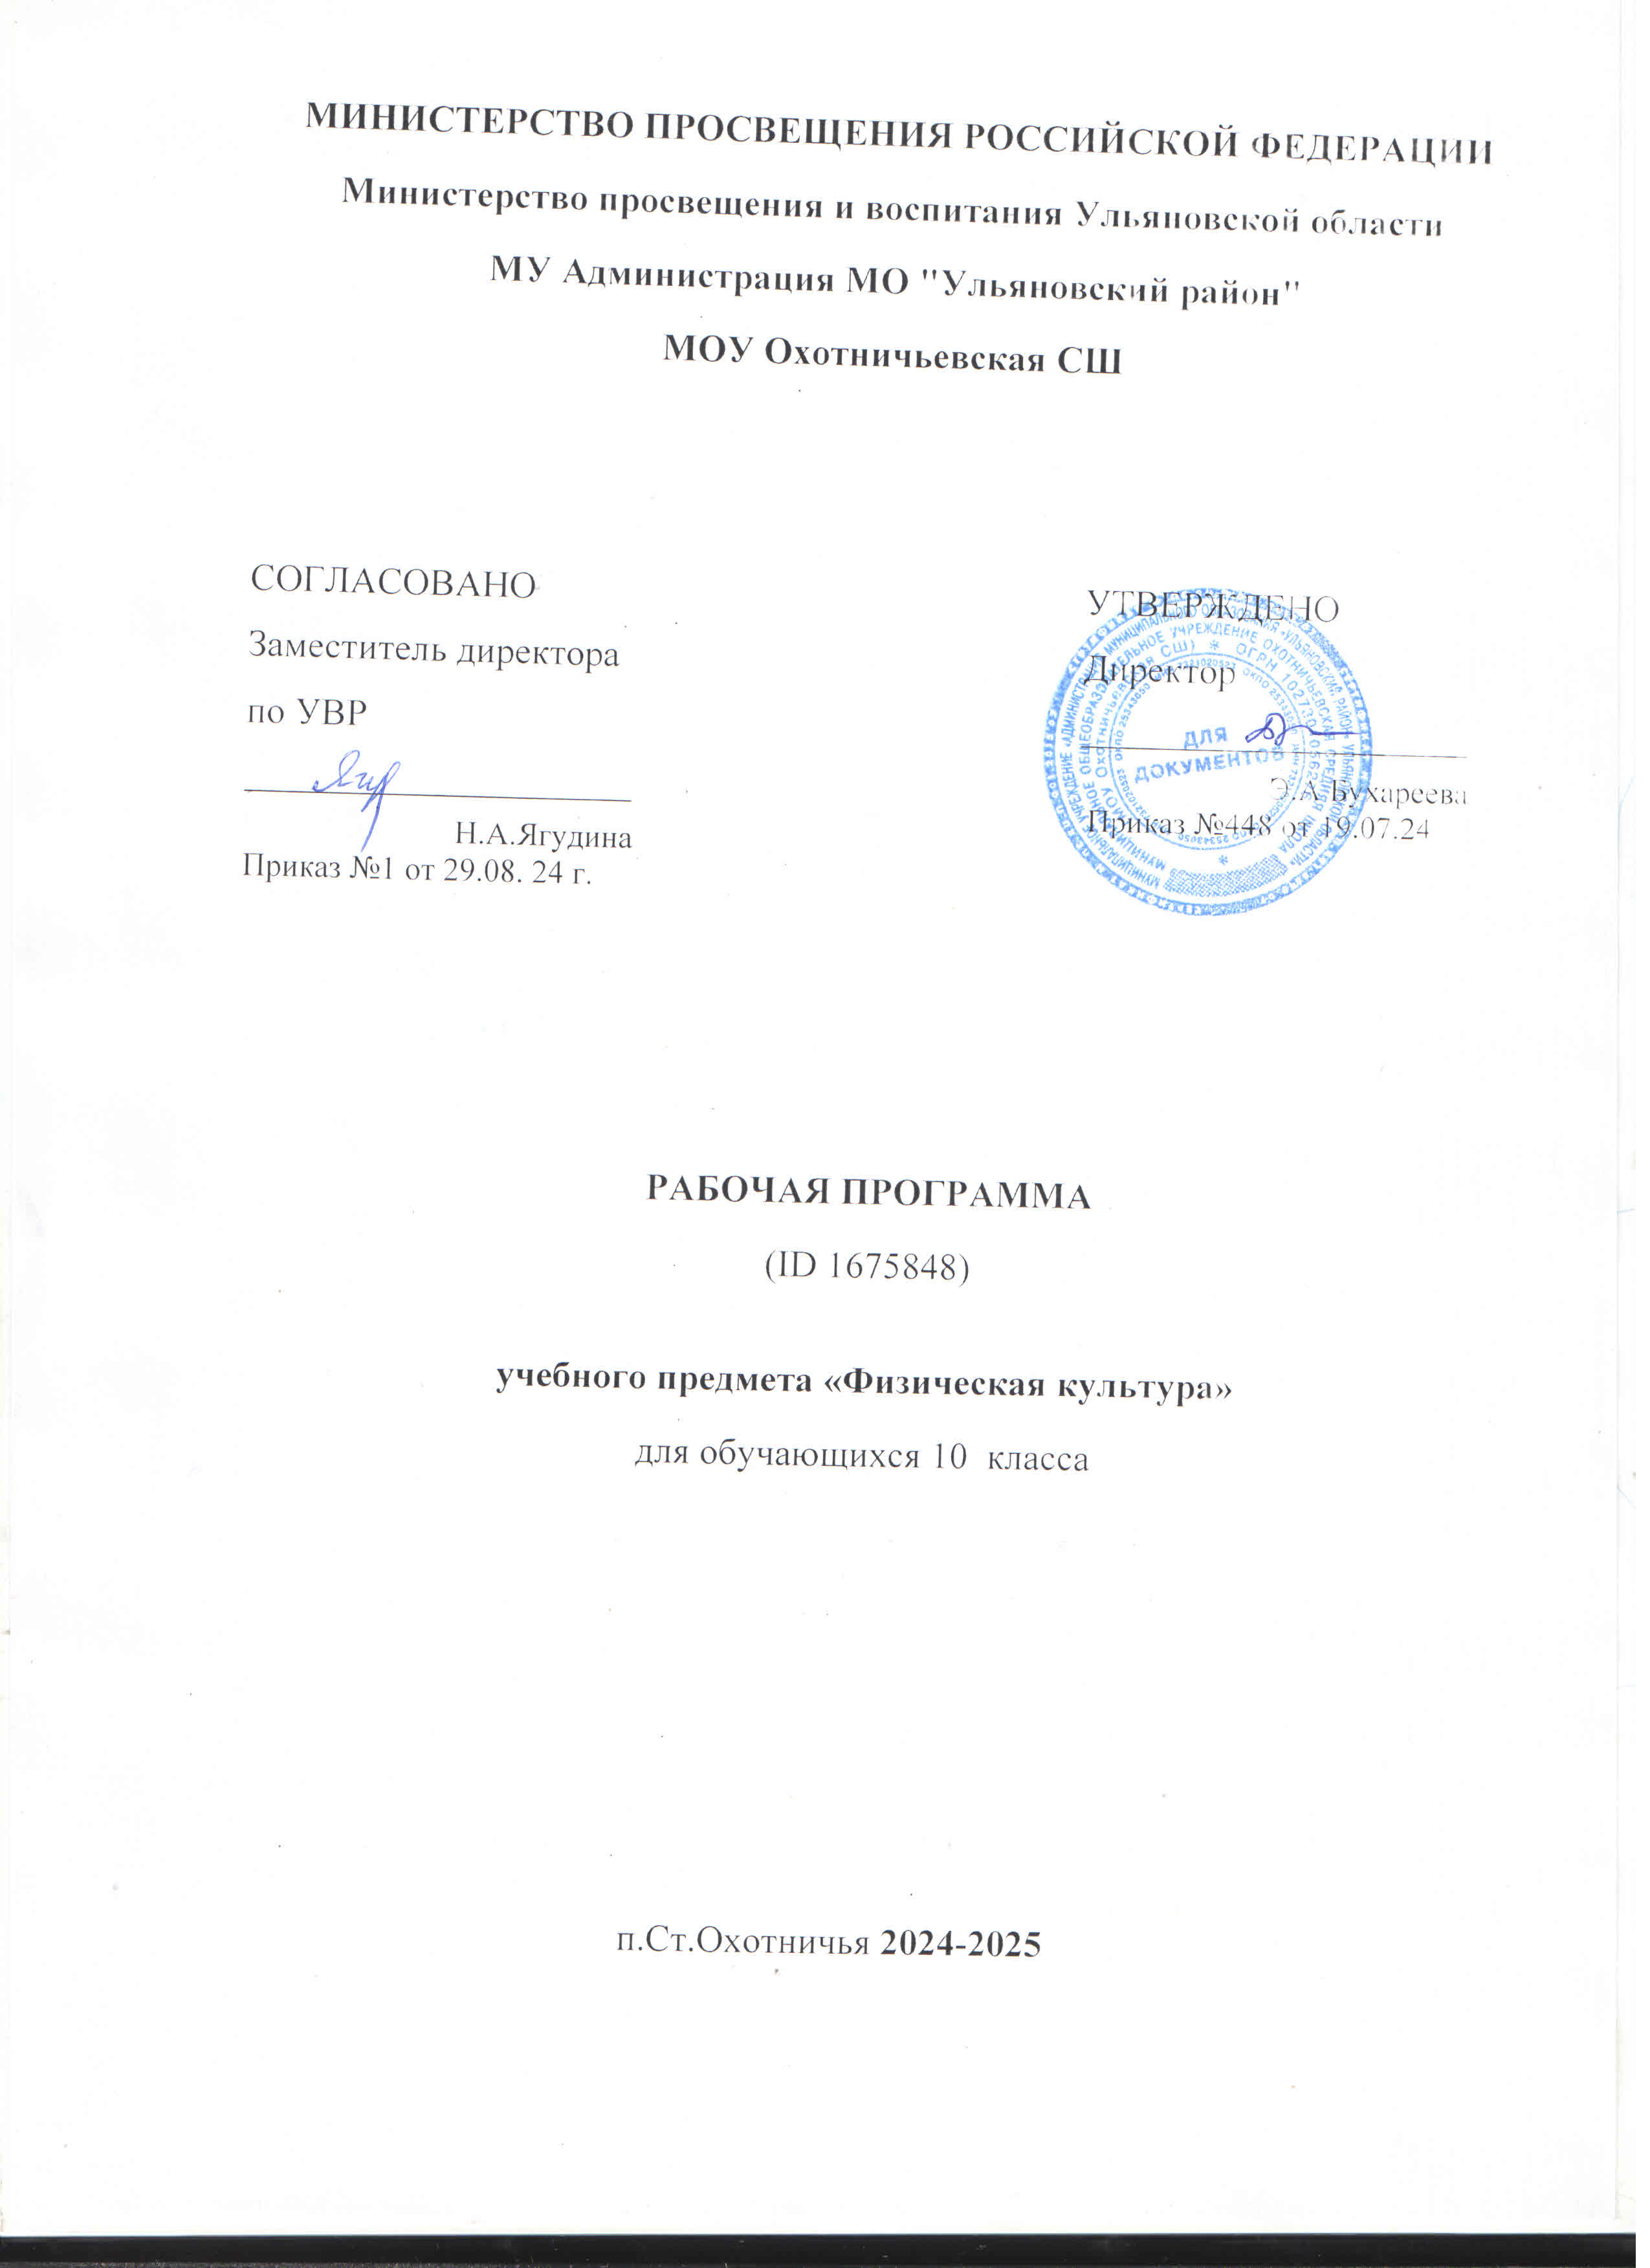 МИНИСТЕРСТВО ПРОСВЕЩЕНИЯ РОССИЙСКОЙ ФЕДЕРАЦИИ
Министерство просвещения и воспитания Ульяновской области
МУ Администрация МО "Ульяновский район"
МОУ Охотничьевская СШ
СОГЛАСОВАНО
Заместитель директора
по УВР
Н.А.Ягудина
Приказ №1 от 29.08. 24 г.
УТВЕРЖДЕНО
Директор
ДЛЯ
ДОКУМЕНТОВ
Э.А.Бухареева
Приказ №448 от 19.07.24
РАБОЧАЯ ПРОГРАММА
(ID 1675848)
учебного предмета «Физическая культура»
для обучающихся 10 класса
п.Ст.Охотничья 2024-2025